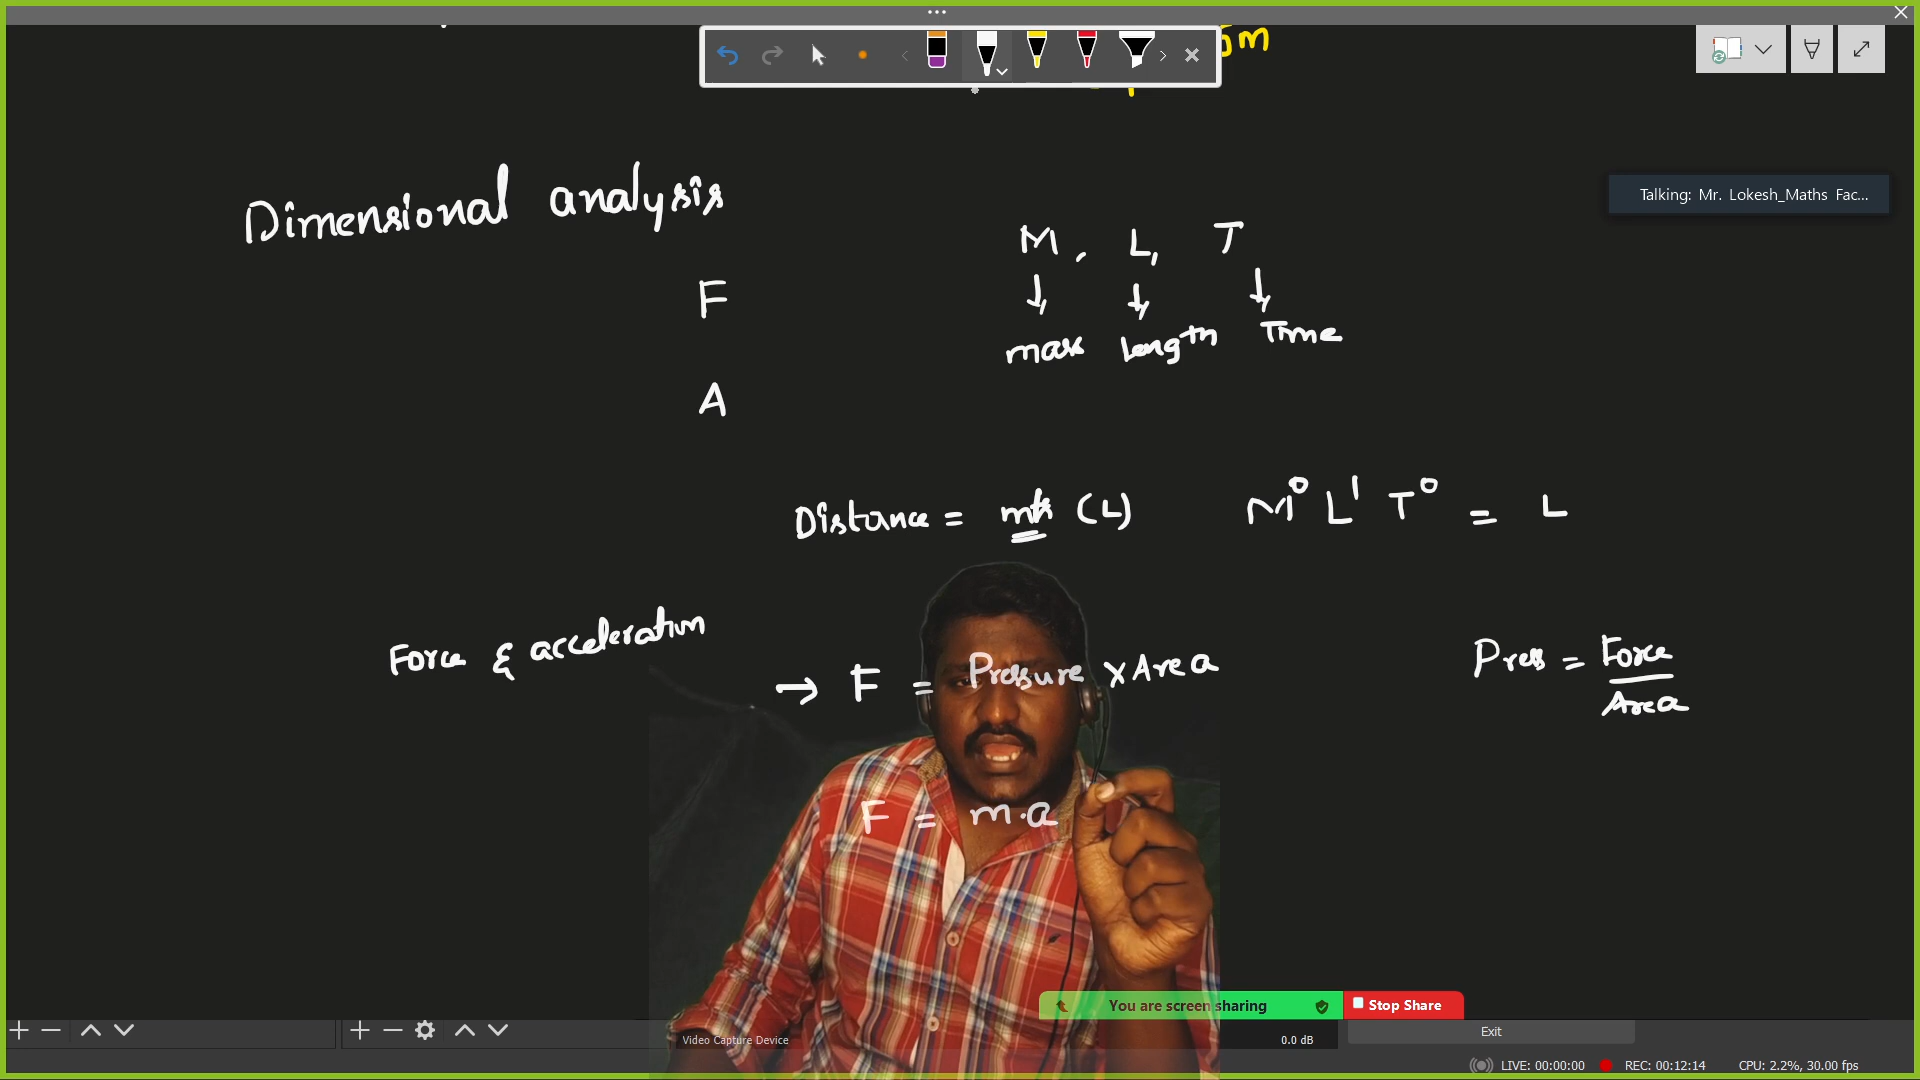 m
Talking: Mr. Lokesh_Maths Fac...
Dimensional analysis
M, L, T
F
mass length Time
A
Distance = (L) M⁰ L¹ T⁰ = L
Force & acceleration
→ F = Pressure x Area
Press = Force
Area
F = m.a
You are screen sharing
Stop Share
Exit
Video Capture Device
0.0 dB
LIVE: 00:00:00
REC: 00:12:14
CPU: 2.2%, 30.00 fps